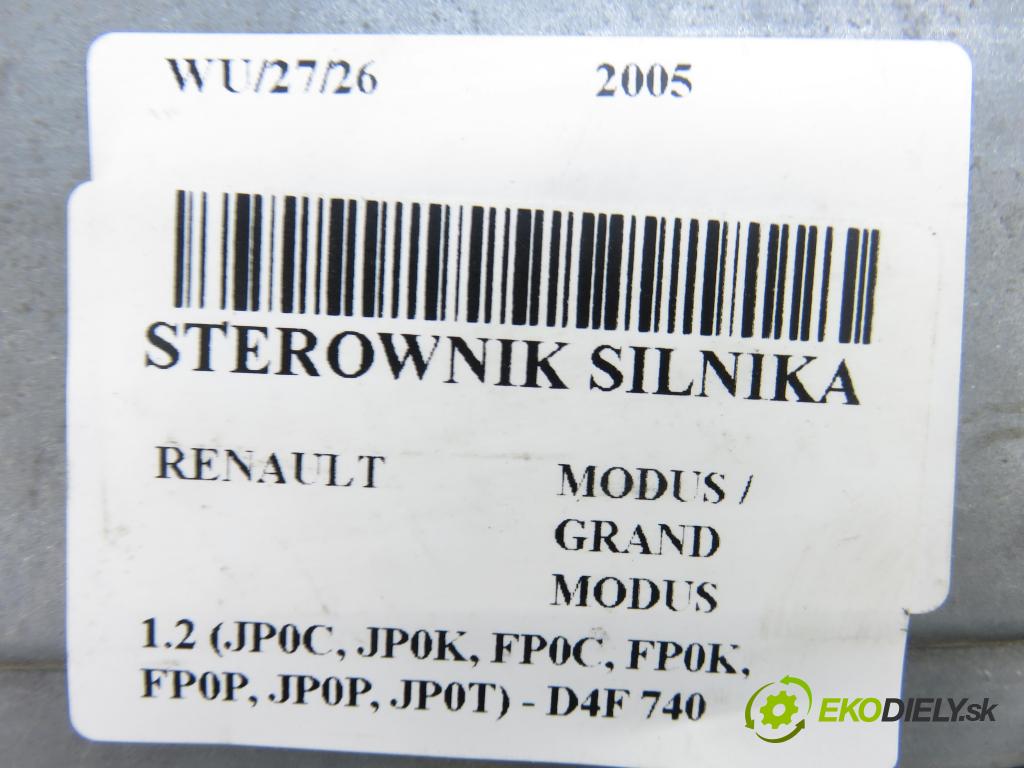 WU/27/26 2005
STEROWNIK SILNIKA
RENAULT MODUS /
GRAND
MODUS
1.2 (JP0C, JP0K, FP0C, FP0K,
FP0P, JP0P, JP0T) - D4F 740
EKODIELY.sk